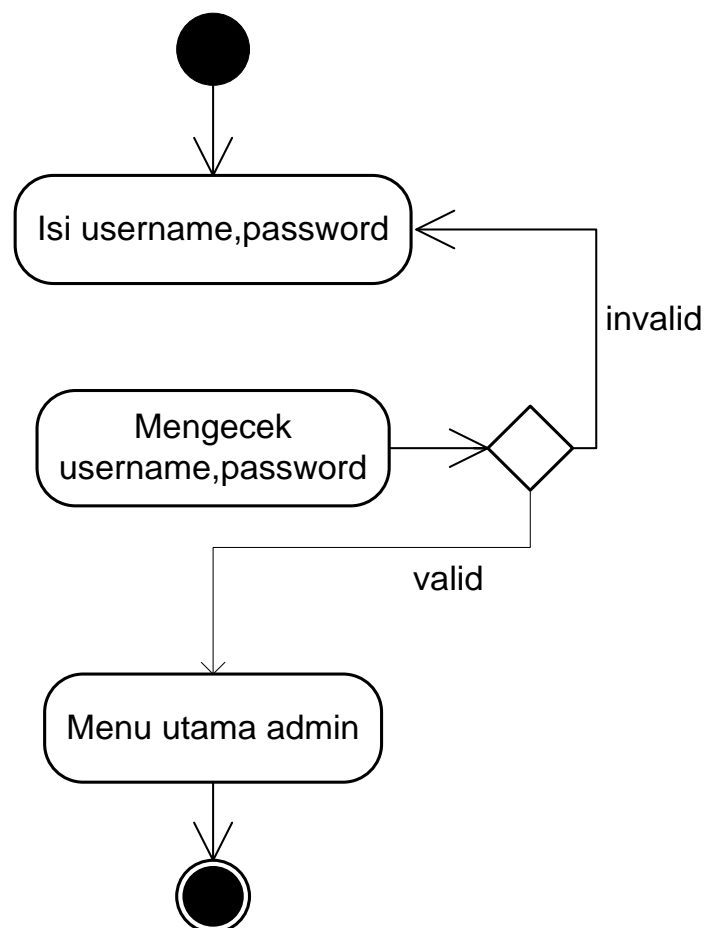 Isi username,password
invalid
Mengecek
username,password
valid
Menu utama admin